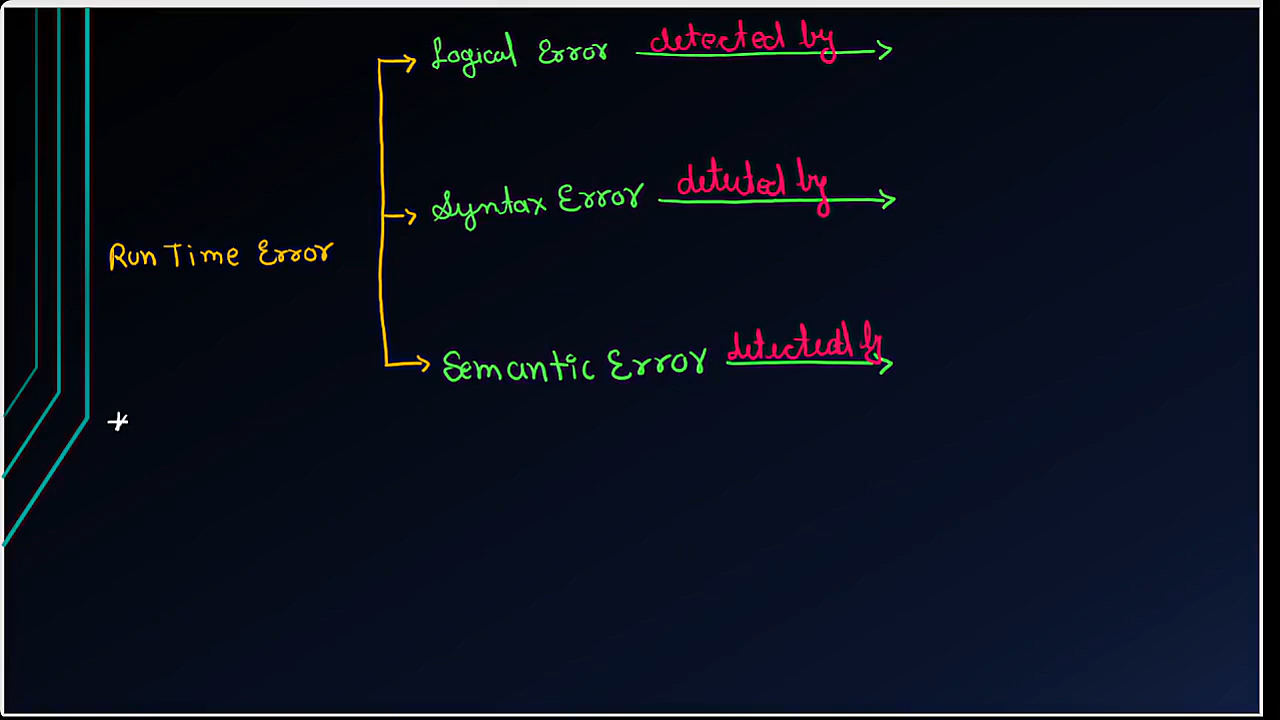 Logical Error detected by
Syntax Error detected by
Run Time Error
Semantic Error detected by
*